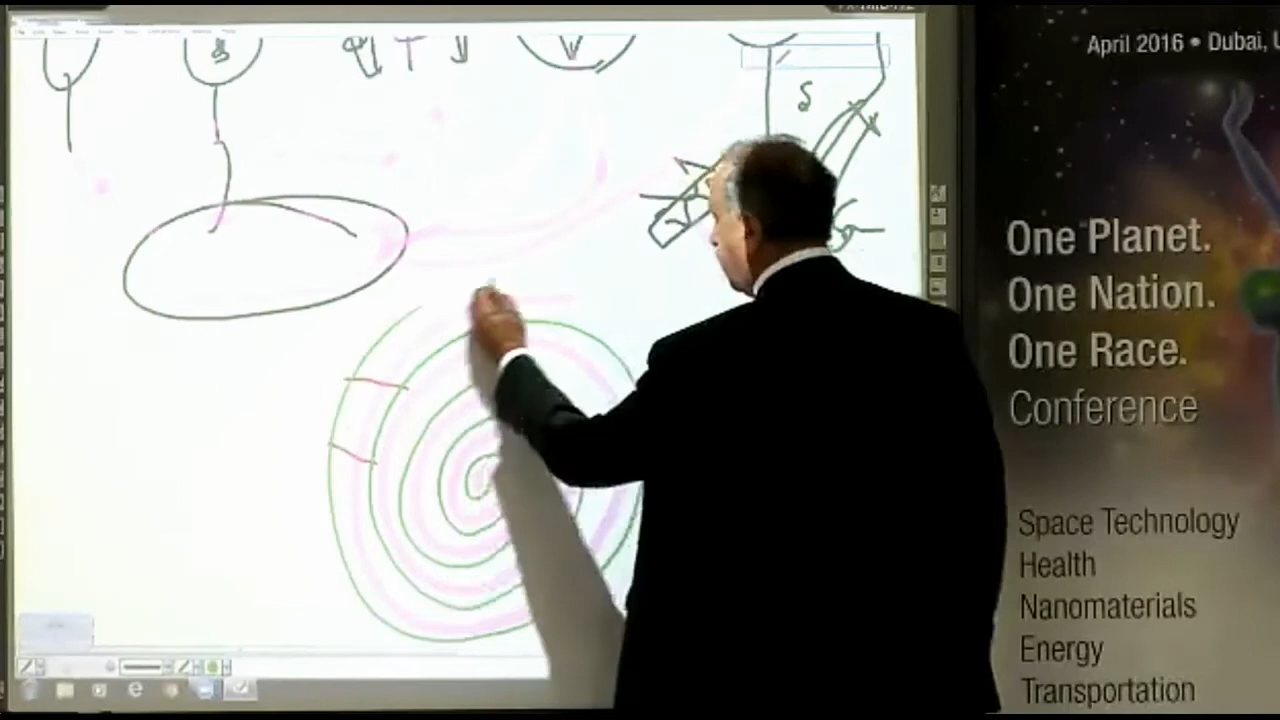 April 2016 • Dubai, U
S
V
S
One Planet.
One Nation.
One Race.
Conference
Space Technology
Health
Nanomaterials
Energy
Transportation